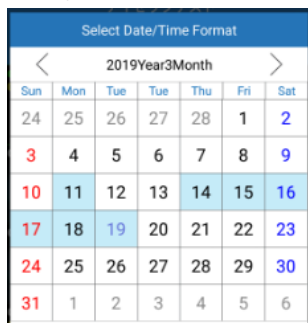 Select Date/Time Format
< 2019Year3Month >
Sun Mon Tue Tue Thu Fri Sat
24 25 26 27 28 1 2
3 4 5 6 7 8 9
10 11 12 13 14 15 16
17 18 19 20 21 22 23
24 25 26 27 28 29 30
31 1 2 3 4 5 6